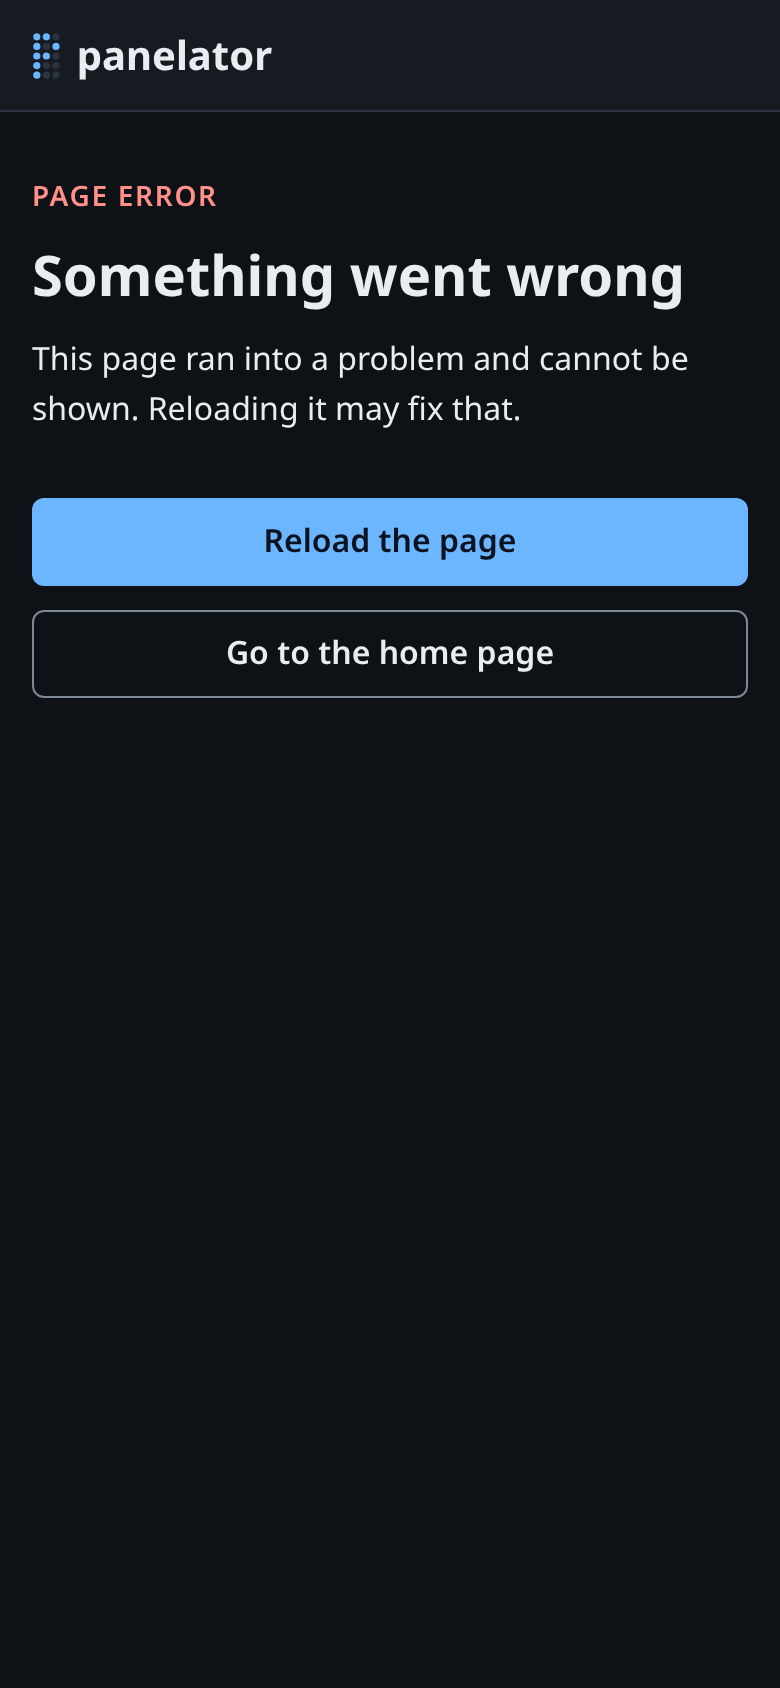 panelator
PAGE ERROR
Something went wrong
This page ran into a problem and cannot be
shown. Reloading it may fix that.
Reload the page
Go to the home page